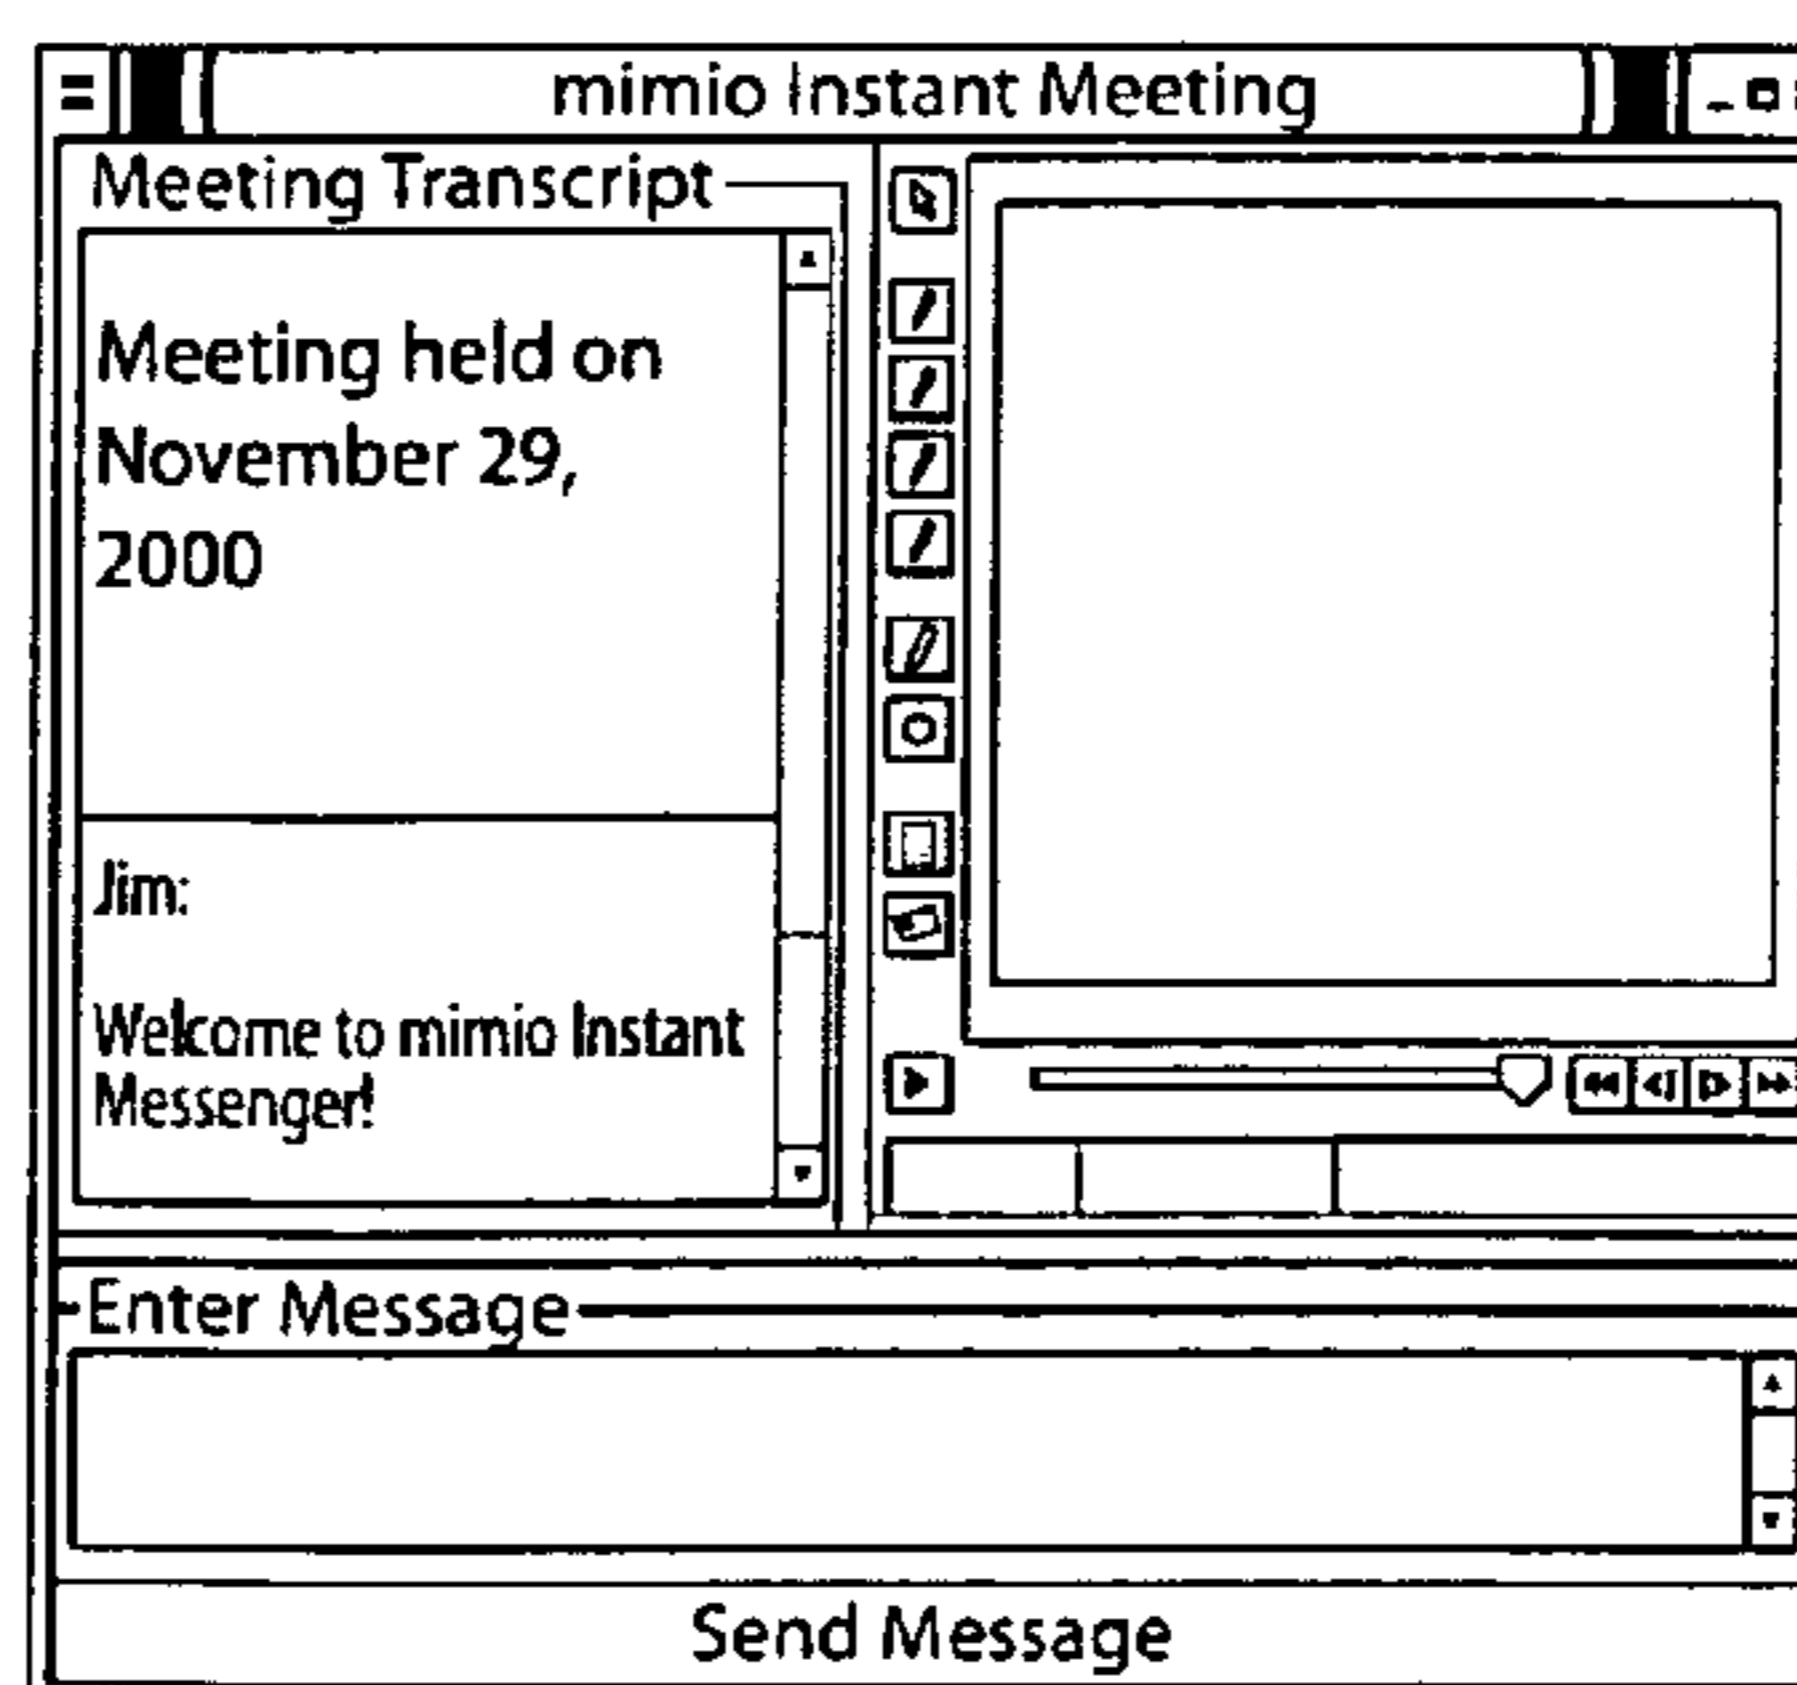 mimio Instant Meeting
Meeting Transcript
Meeting held on
November 29,
2000
Jim:
Welcome to mimio Instant
Messenger!
Enter Message
Send Message